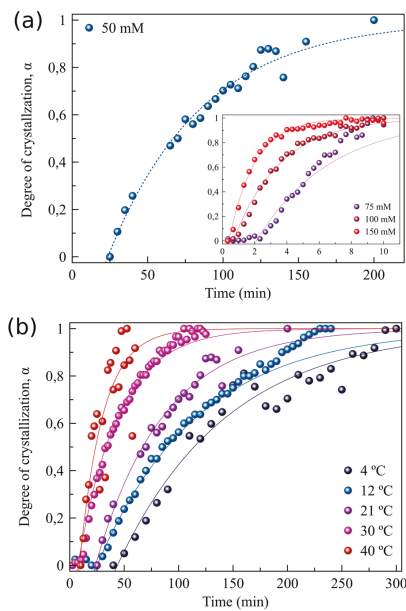 (a)
50 mM
Degree of crystallization, α
1
0,8
0,6
0,4
0,2
0
1
0,8
0,6
0,4
0,2
0
75 mM
100 mM
150 mM
0 2 4 6 8 10
0 50 100 150 200
Time (min)
(b)
Degree of crystallization, α
1
0,8
0,6
0,4
0,2
0
4 ºC
12 ºC
21 ºC
30 ºC
40 ºC
0 50 100 150 200 250 300
Time (min)